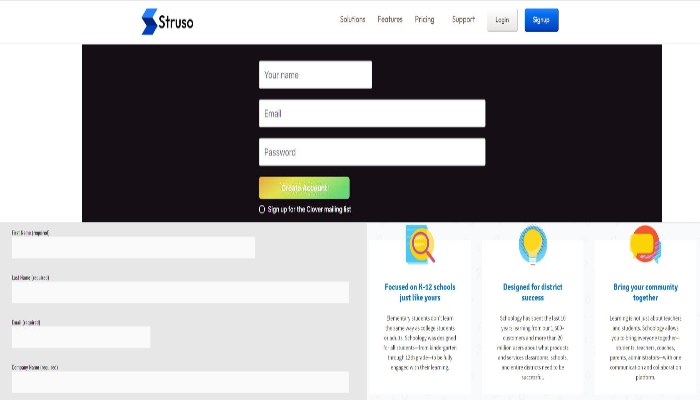 Struso
Solutions Features Pricing Support Login Signup
Your name
Email
Password
Create Account
Sign up for the Clover mailing list
First Name (required)
Last Name (required)
Email (required)
Company Name (required)
Focused on K-12 schools
just like yours
Elementary students don't learn
the same way as college students
or adults. Schoology was designed
for all students—from kindergarten
through 12th grade—to be fully
engaged with their learning.
Designed for district
success
Schoology has spent the last 10
years learning from our 1,600+
customers and more than 20
million users about what products
and services classrooms, schools,
and entire districts need to be
successful.
Bring your community
together
Learning is not just about teachers
and students. Schoology allows
you to bring everyone together—
students, teachers, coaches,
parents, administrators—with one
communication and collaboration
platform.